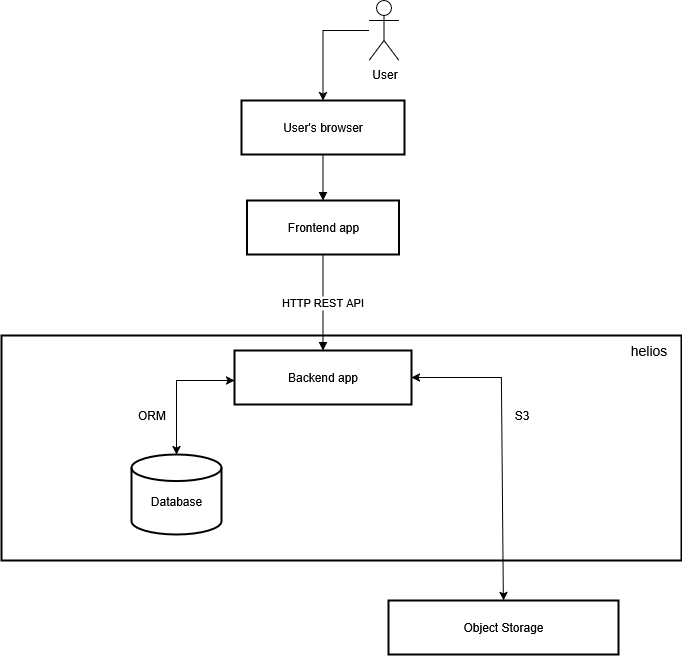 User
User's browser
Frontend app
HTTP REST API
helios
Backend app
ORM
S3
Database
Object Storage